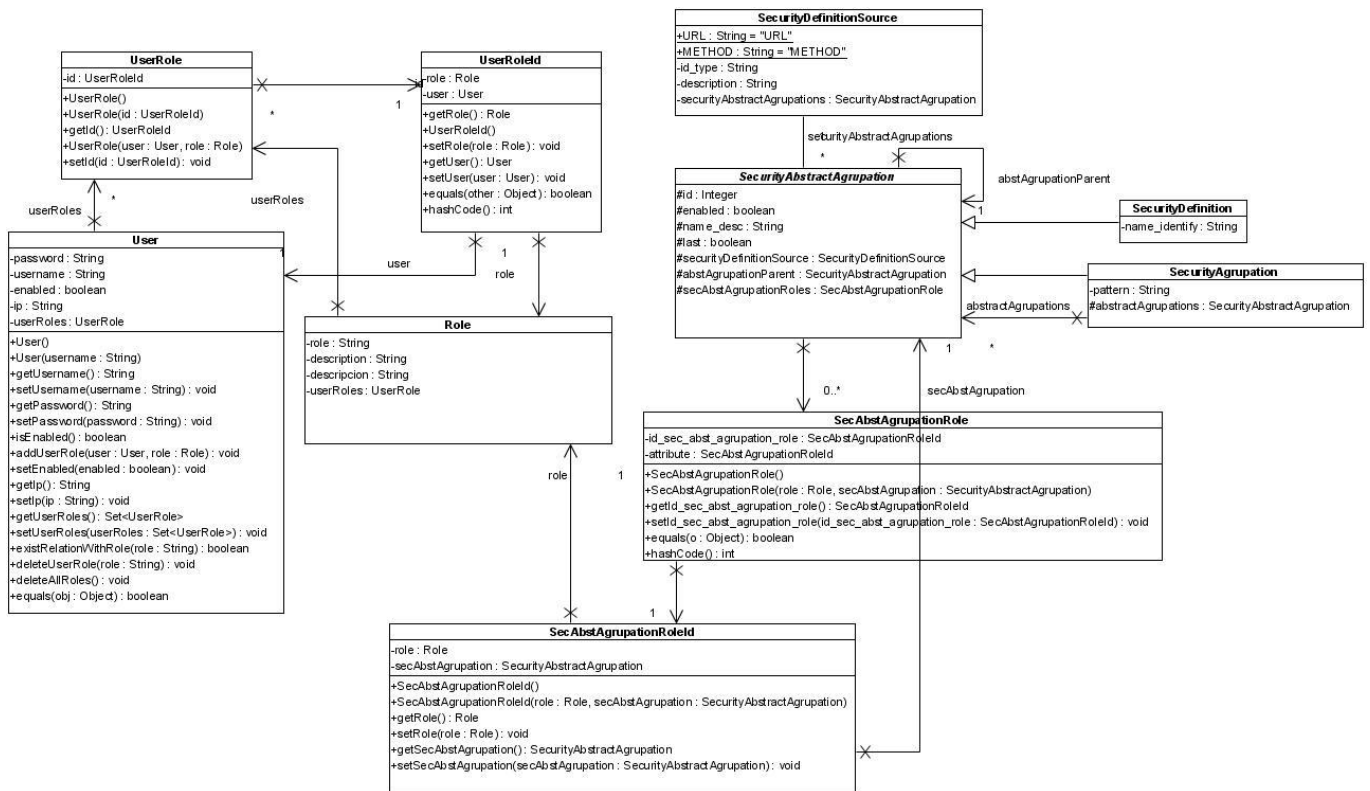 SecurityDefinitionSource
+URL : String = "URL"
+METHOD : String = "METHOD"
-id_type : String
-description : String
-securityAbstractAgrupations : SecurityAbstractAgrupation
UserRole
-id : UserRoleId
+UserRole()
+UserRole(id : UserRoleId)
+getId() : UserRoleId
+UserRole(user : User, role : Role)
+setId(id : UserRoleId) : void
1
*
UserRoleId
-role : Role
-user : User
+getRole() : Role
+UserRoleId()
+setRole(role : Role) : void
+getUser() : User
+setUser(user : User) : void
+equals(other : Object) : boolean
+hashCode() : int
securityAbstractAgrupations
*
SecurityAbstractAgrupation
#id : Integer
#enabled : boolean
#name_desc : String
#last : boolean
#securityDefinitionSource : SecurityDefinitionSource
#abstAgrupationParent : SecurityAbstractAgrupation
#secAbstAgrupationRoles : SecAbstAgrupationRole
abstAgrupationParent
1
SecurityDefinition
-name_identify : String
SecurityAgrupation
-pattern : String
#abstractAgrupations : SecurityAbstractAgrupation
abstractAgrupations
1
*
userRoles
*
userRoles
User
1
-password : String
-username : String
-enabled : boolean
-ip : String
-userRoles : UserRole
+User()
+User(username : String)
+getUsername() : String
+setUsername(username : String) : void
+getPassword() : String
+setPassword(password : String) : void
+isEnabled() : boolean
+addUserRole(user : User, role : Role) : void
+setEnabled(enabled : boolean) : void
+getIp() : String
+setIp(ip : String) : void
+getUserRoles() : Set<UserRole>
+setUserRoles(userRoles : Set<UserRole>) : void
+existRelationWithRole(role : String) : boolean
+deleteUserRole(role : String) : void
+deleteAllRoles() : void
+equals(obj : Object) : boolean
user
1
role
Role
-role : String
-description : String
-descripcion : String
-userRoles : UserRole
0..*
secAbstAgrupation
SecAbstAgrupationRole
-id_sec_abst_agrupation_role : SecAbstAgrupationRoleId
-attribute : SecAbstAgrupationRoleId
+SecAbstAgrupationRole()
+SecAbstAgrupationRole(role : Role, secAbstAgrupation : SecurityAbstractAgrupation)
+getId_sec_abst_agrupation_role() : SecAbstAgrupationRoleId
+setId_sec_abst_agrupation_role(id_sec_abst_agrupation_role : SecAbstAgrupationRoleId) : void
+equals(o : Object) : boolean
+hashCode() : int
role
1
1
SecAbstAgrupationRoleId
-role : Role
-secAbstAgrupation : SecurityAbstractAgrupation
+SecAbstAgrupationRoleId()
+SecAbstAgrupationRoleId(role : Role, secAbstAgrupation : SecurityAbstractAgrupation)
+getRole() : Role
+setRole(role : Role) : void
+getSecAbstAgrupation() : SecurityAbstractAgrupation
+setSecAbstAgrupation(secAbstAgrupation : SecurityAbstractAgrupation) : void